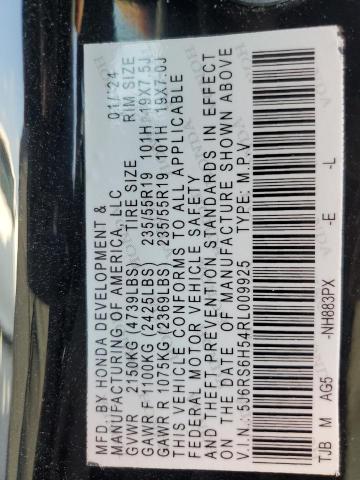 MFD. BY HONDA DEVELOPMENT & 01/'24
MANUFACTURING OF AMERICA, LLC
GVWR 2150KG (4739LBS) TIRE SIZE RIM SIZE
GAWR F 1100KG (2425LBS) 235/55R19 101H 19X7.5J
GAWR R 1075KG (2369LBS) 235/55R19 101H 19X7.0J
THIS VEHICLE CONFORMS TO ALL APPLICABLE
FEDERAL MOTOR VEHICLE SAFETY
AND THEFT PREVENTION STANDARDS IN EFFECT
ON THE DATE OF MANUFACTURE SHOWN ABOVE
V.I.N.: 5J6RS6H54RL009925 TYPE: M.P.V
-NH883PX -E -L
TJB M AG5